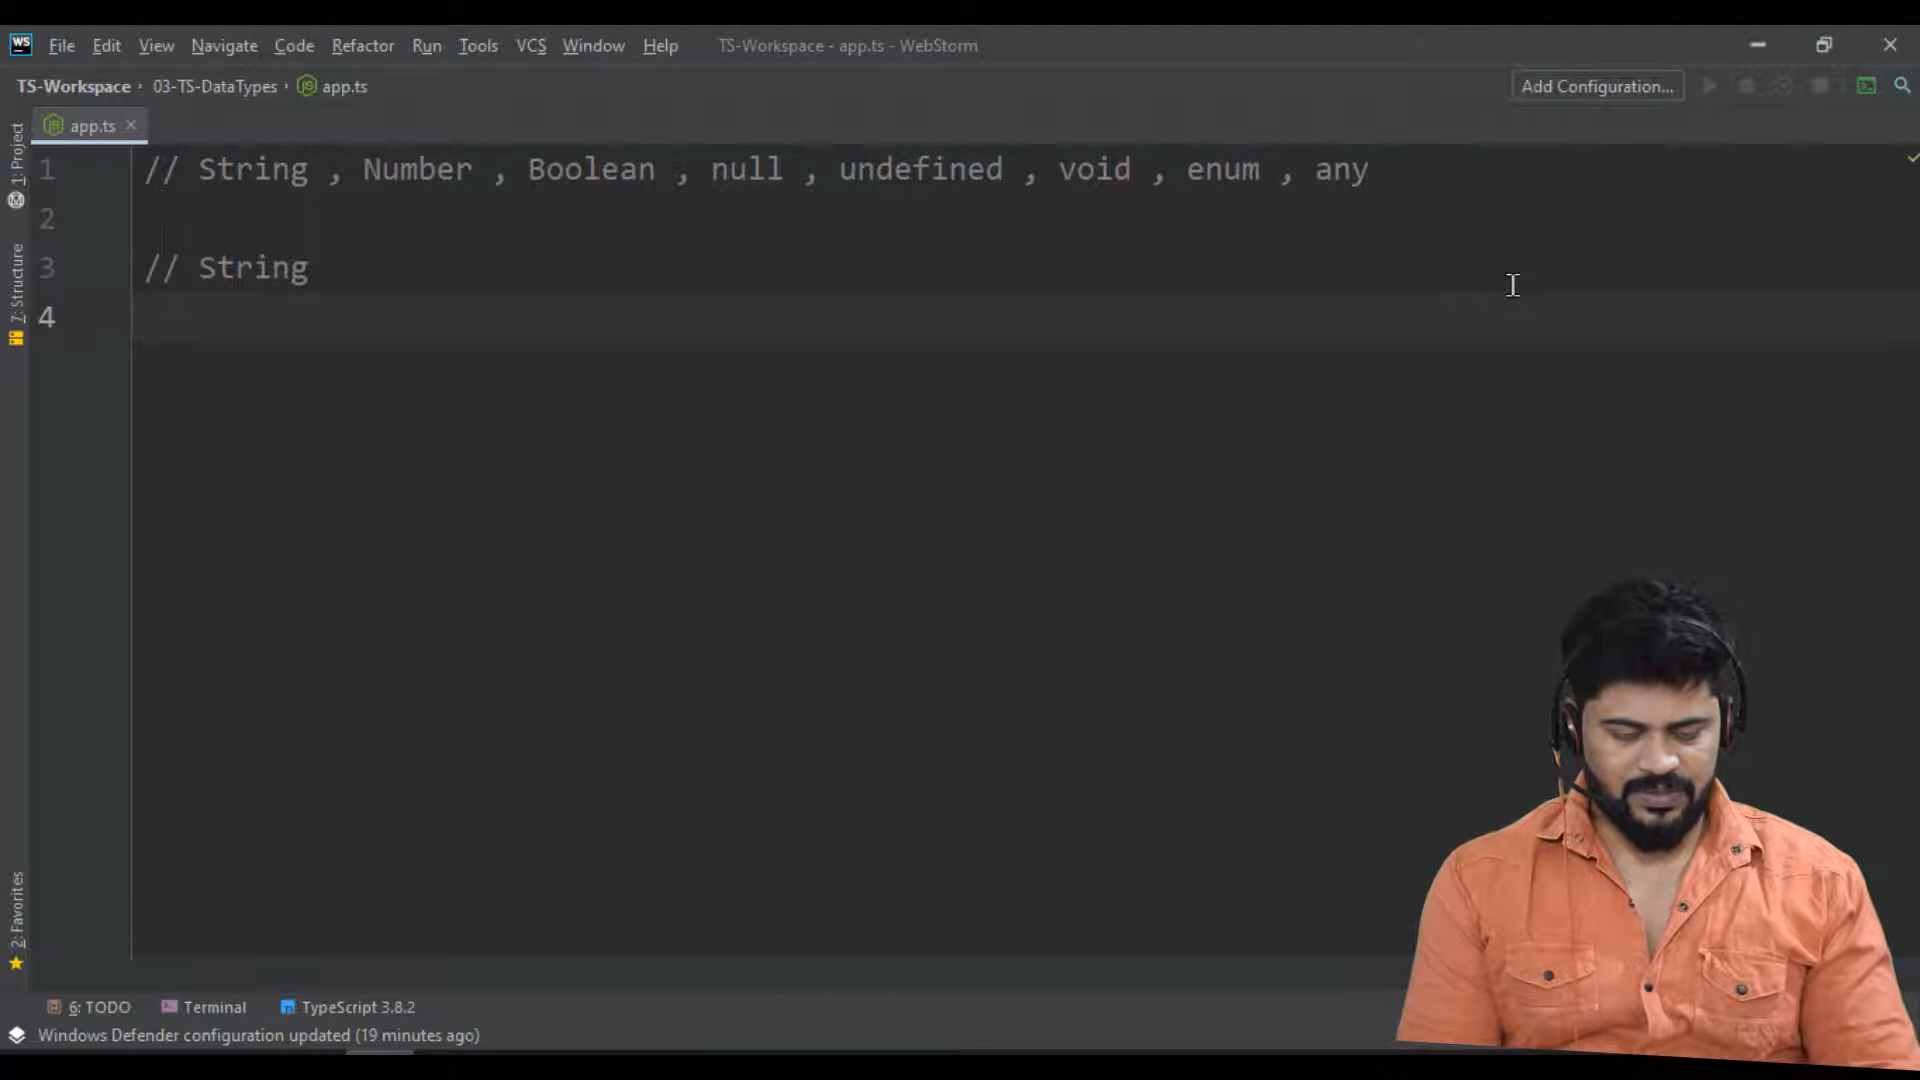 WS File Edit View Navigate Code Refactor Run Tools VCS Window Help TS-Workspace - app.ts - WebStorm
TS-Workspace › 03-TS-DataTypes › JS app.ts Add Configuration...
JS app.ts ×
1: Project
7: Structure
2: Favorites
1 // String , Number , Boolean , null , undefined , void , enum , any
2
3 // String
4
6: TODO Terminal TypeScript 3.8.2
Windows Defender configuration updated (19 minutes ago)